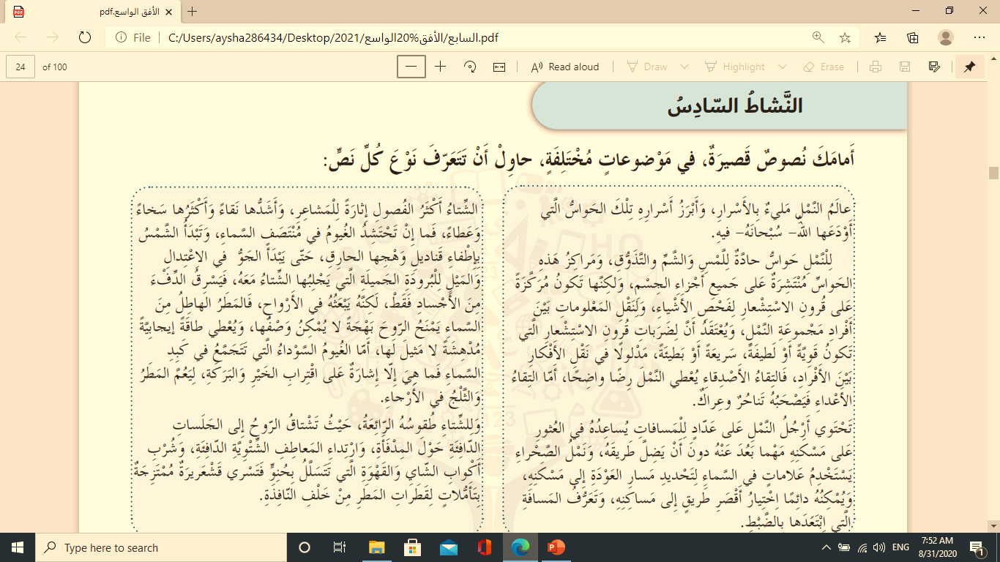 الأفق الواسع.pdf
File
C:/Users/aysha286434/Desktop/2021/السابع/الأفق%20الواسع.pdf
24
of 100
Read aloud
Draw
Highlight
Erase
النَّشاطُ السّادِسُ
أَمامَكَ نُصوصٌ قَصيرَةٌ، في مَوْضوعاتٍ مُخْتَلِفَةٍ، حاوِلْ أَنْ تَتَعَرّفَ نَوْعَ كُلِّ نَصٍّ:
عالَمُ النَّمْلِ مَليءٌ بِالأَسْرارِ، وَأَبْرَزُ أَسْرارِهِ تِلْكَ الحَواسُّ الَّتي
أَوْدَعَها اللهُ- سُبْحانَهُ- فيهِ.
لِلْنَّمْلِ حَواسُّ حادَّةٌ لِلَّمْسِ وَالشَّمِّ والتَّذَوُّقِ، وَمَراكِزُ هَذِهِ
الحَواسِّ مُنْتَشِرَةٌ عَلى جَميعِ أَجْزاءِ الجِسْمِ، وَلكِنَّها تَكونُ مُرَكَّزَةً
عَلى قُرونِ الاسْتِشْعارِ لِفَحْصِ الأَشْياءِ، وَلِنَقْلِ المَعْلوماتِ بَيْنَ
أَفْرادِ مَجْموعَةِ النَّمْلِ، وَيُعْتَقَدُ أَنَّ لِضَرَباتِ قُرونِ الاسْتِشْعارِ الَّتي
تَكونُ قَوِيَّةً أَوْ لَطيفَةً، سَريعَةً أَوْ بَطيئَةً، مَدْلولًا في نَقْلِ الأَفْكارِ
بَيْنَ الأَفْرادِ، فَالتِقاءُ الأَصْدِقاءِ يُعْطي النَّمْلَ رِضًا واضِحًا، أَمّا التِقاءُ
الأَعْداءِ فَيَصْحَبُهُ تَناحُرٌ وعِراكٌ.
تَحْتَوي أَرْجُلُ النَّمْلِ عَلى عَدّادٍ لِلْمَسافاتِ يُساعِدُهُ في العُثورِ
عَلى مَسْكَنِهِ مَهْما بَعُدَ عَنْهُ دونَ أَنْ يَضِلَّ طَريقَهُ، وَنَمْلُ الصَّحْراءِ
يَسْتَخْدِمُ عَلاماتٍ في السَّماءِ لِتَحْديدِ مَسارِ العَوْدَةِ إِلى مَسْكَنِهِ،
وَيُمْكِنُهُ دائِمًا اِخْتِيارُ أَقْصَرِ طَريقٍ إِلى مَساكِنِهِ، وَتَعَرُّفُ المَسافَةِ
الَّتي اِبْتَعَدَها بالضَّبْطِ.
الشِّتاءُ أَكْثَرُ الفُصولِ إِثارَةً لِلْمَشاعِرِ، وَأَشَدُّها نَقاءً وَأَكْثَرُها سَخاءً
وَعَطاءً، فَما إِنْ تَحْتَشِدُ الغُيومُ في مُنْتَصَفِ السَّماءِ، وَتَبْدَأُ الشَّمْسُ
بِإِطْفاءِ قَناديلِ وَهْجِها الحارِقِ، حَتّى يَبْدَأَ الجَوُّ في الاِعْتِدالِ
وَالمَيْلِ لِلْبُرودَةِ الجَميلَةِ الَّتي يَجْلِبُها الشِّتاءُ مَعَهُ، فَيَسْرِقُ الدِّفْءَ
مِنَ الأَجْسادِ فَقَطْ، لَكِنَّهُ يَبْعَثُهُ في الأَرْواحِ، فَالمَطَرُ الهاطِلُ مِنَ
السَّماءِ يَمْنَحُ الرّوحَ بَهْجَةً لا يُمْكِنُ وَصْفُها، وَيُعْطي طاقَةً إيجابِيَّةً
مُدْهِشَةً لا مَثيلَ لَها، أَمّا الغُيومُ السَّوْداءُ الَّتي تَتَجَمَّعُ في كَبِدِ
السَّماءِ فَما هِيَ إِلّا إِشارَةٌ عَلى اقْتِرابِ الخَيْرِ وَالبَرَكَةِ، لِيَعُمَّ المَطَرُ
وَالثَّلْجُ في الأَرْجاءِ.
وَلِلشِّتاءِ طُقوسُهُ الرّائِعَةُ، حَيْثُ تَشْتاقُ الرّوحُ إِلى الجَلَساتِ
الدّافِئَةِ حَوْلَ المِدْفَأَةِ، وَارْتِداءِ المَعاطِفِ الشَّتْوِيَّةِ الدّافِئَةِ، وَشُرْبِ
أَكْوابِ الشّايِ وَالقَهْوَةِ الَّتي تَتَسَلَّلُ بِحُنِوٍّ فَتَسْري قَشْعَريرَةٌ مُمْتَزِجَةٌ
بِتَأَمُّلاتٍ لِقَطَراتِ المَطَرِ مِنْ خَلْفِ النّافِذَةِ.
Type here to search
ENG
7:52 AM
8/31/2020